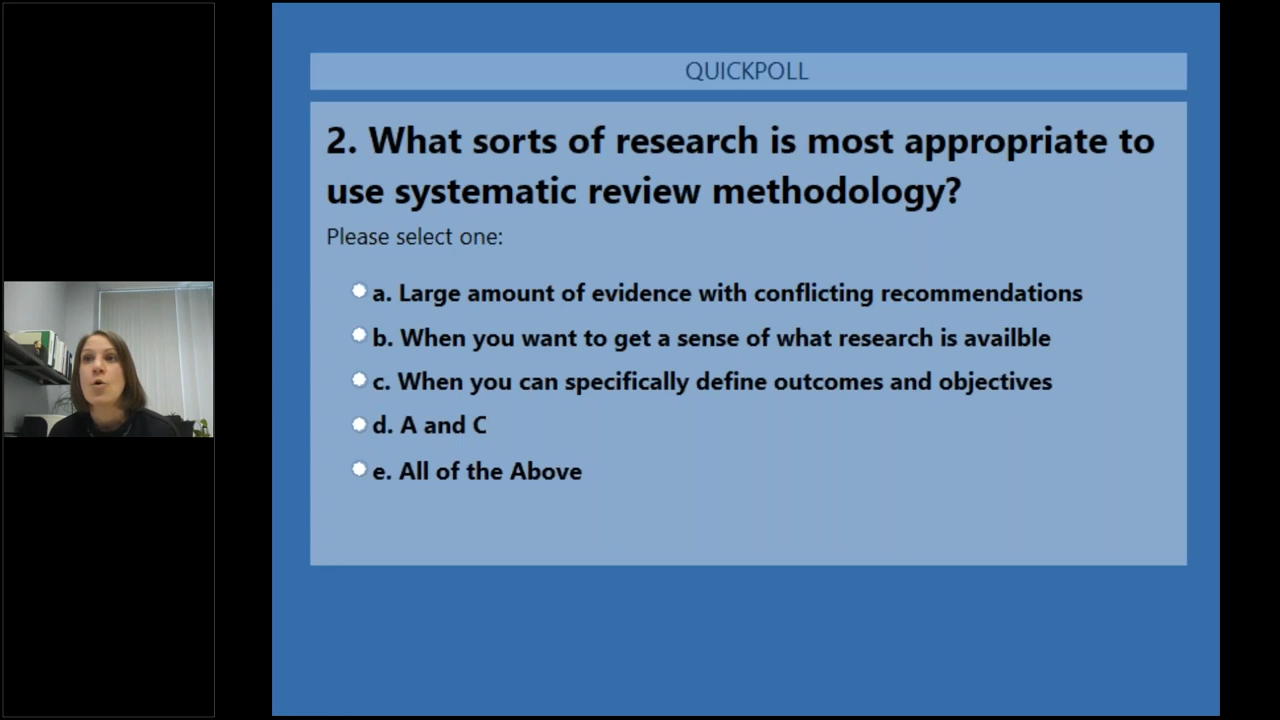 QUICKPOLL
2. What sorts of research is most appropriate to
use systematic review methodology?
Please select one:
a. Large amount of evidence with conflicting recommendations
b. When you want to get a sense of what research is availble
c. When you can specifically define outcomes and objectives
d. A and C
e. All of the Above